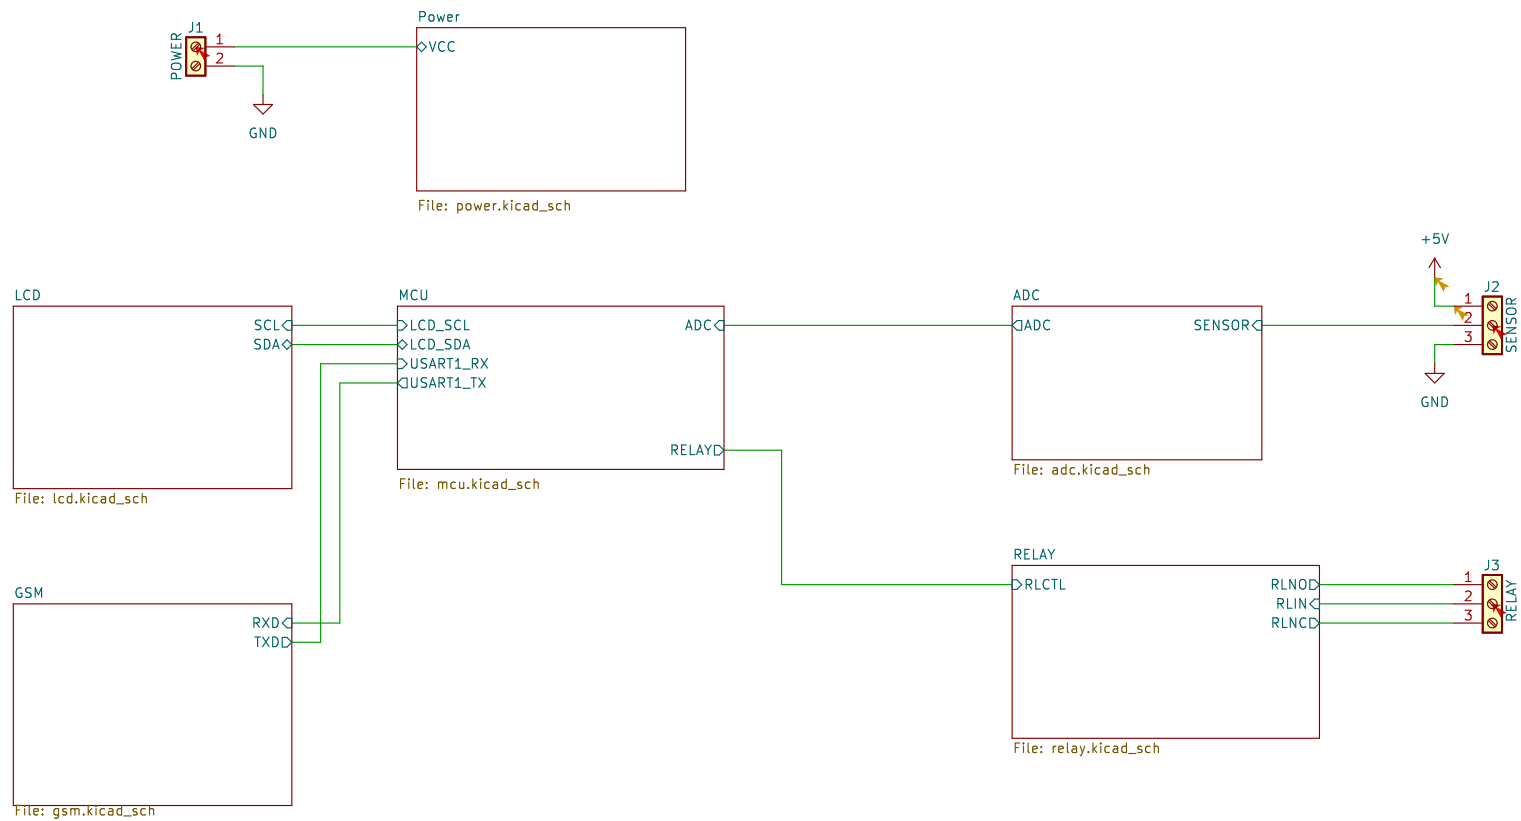 J1
POWER
1
2
GND
Power
VCC
File: power.kicad_sch
+5V
LCD
SCL
SDA
File: lcd.kicad_sch
MCU
LCD_SCL
LCD_SDA
USART1_RX
USART1_TX
ADC
RELAY
File: mcu.kicad_sch
ADC
ADC
SENSOR
File: adc.kicad_sch
J2
1
2
3
SENSOR
GND
GSM
RXD
TXD
File: gsm.kicad_sch
RELAY
RLCTL
RLNO
RLIN
RLNC
File: relay.kicad_sch
J3
1
2
3
RELAY